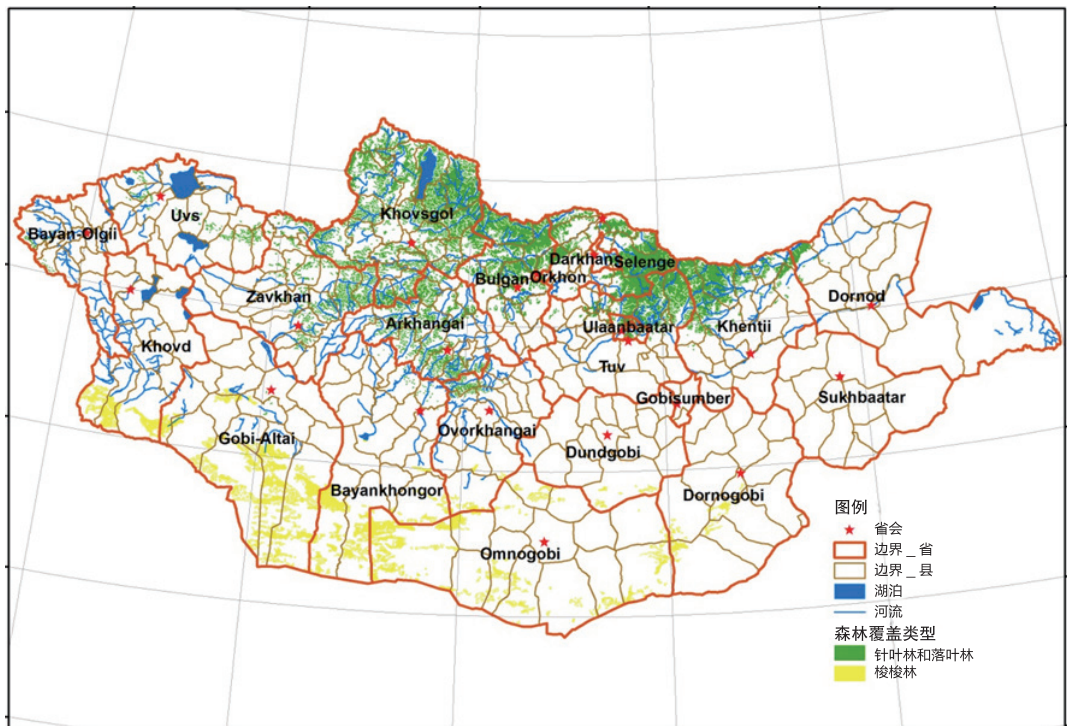 Khovsgol
Uvs
Bayan-Olgii
Darkhan
Selenge
Bulgan
Orkhon
Zavkhan
Dornod
Arkhangai
Ulaanbaatar
Khentii
Khovd
Tuv
Gobisumber
Sukhbaatar
Gobi-Altai
Ovorkhangai
Dundgobi
Bayankhongor
Dornogobi
Omnogobi
图例
省会
边界_省
边界_县
湖泊
河流
森林覆盖类型
针叶林和落叶林
梭梭林